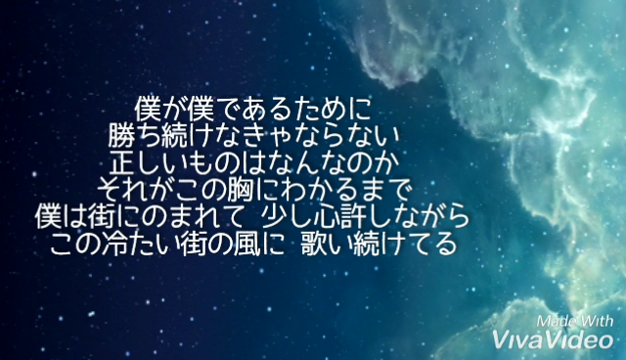 僕が僕であるために
勝ち続けなきゃならない
正しいものはなんなのか
それがこの胸にわかるまで
僕は街にのまれて 少し心許しながら
この冷たい街の風に 歌い続けてる
Made With
VivaVideo